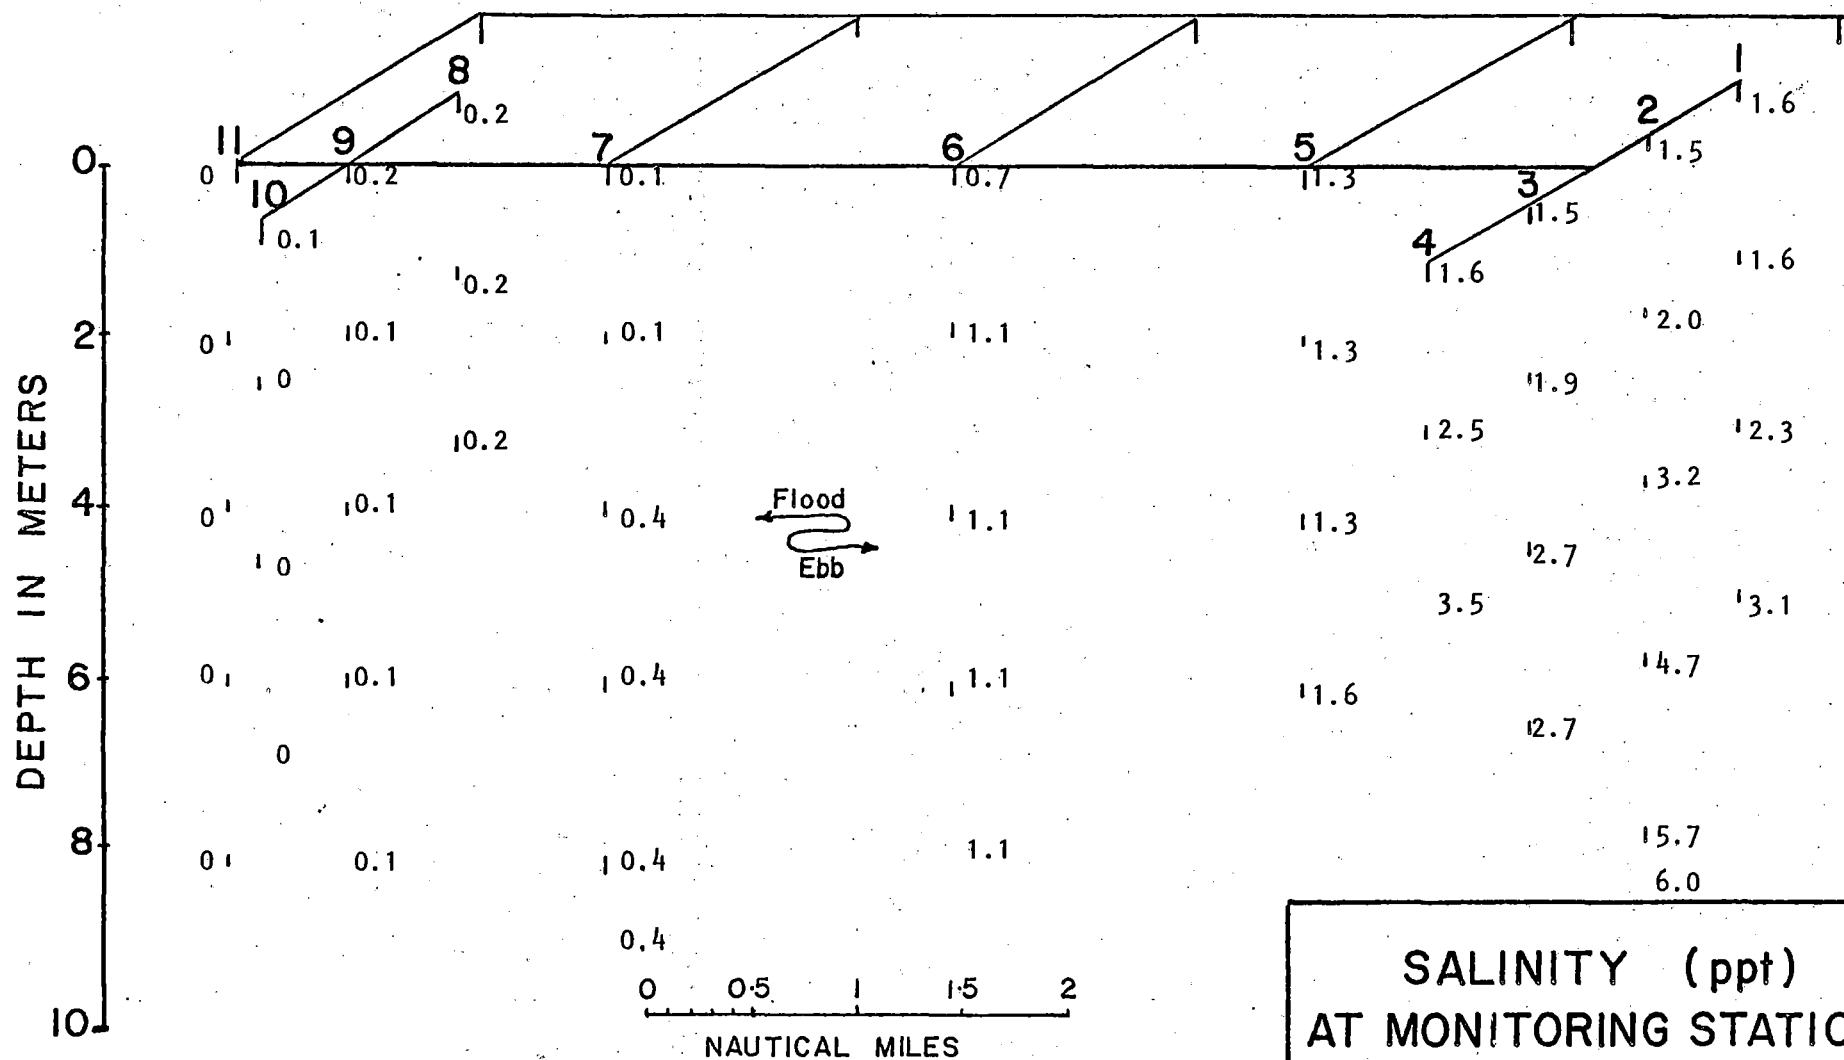 1
8
1.6
2
0.2
11 9 7 6 5 1.5
0
0 0.2 0.1 0.7 1.3 3
10 1.5
0.1 4
1.6 1.6
0.2
2.0
2 0 0.1 0.1 1.1 1.3
0 1.9
0.2 2.5 2.3
3.2
4 0 0.1 0.4 Flood 1.1 1.3
0 Ebb 2.7
3.5 3.1
4.7
6 0 0.1 0.4 1.1 1.6
0 2.7
8 0 0.1 0.4 1.1 5.7
6.0
0.4
10
DEPTH IN METERS
0 0.5 1 1.5 2
NAUTICAL MILES
SALINITY (ppt)
AT MONITORING STATIO